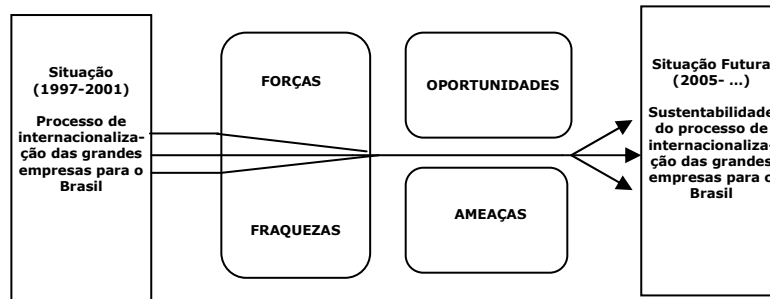 Situação
(1997-2001)
Processo de
internacionaliza-
ção das grandes
empresas para o
Brasil
FORÇAS
FRAQUEZAS
OPORTUNIDADES
AMEAÇAS
Situação Futura
(2005- ...)
Sustentabilidade
do processo de
internacionaliza-
ção das grandes
empresas para o
Brasil